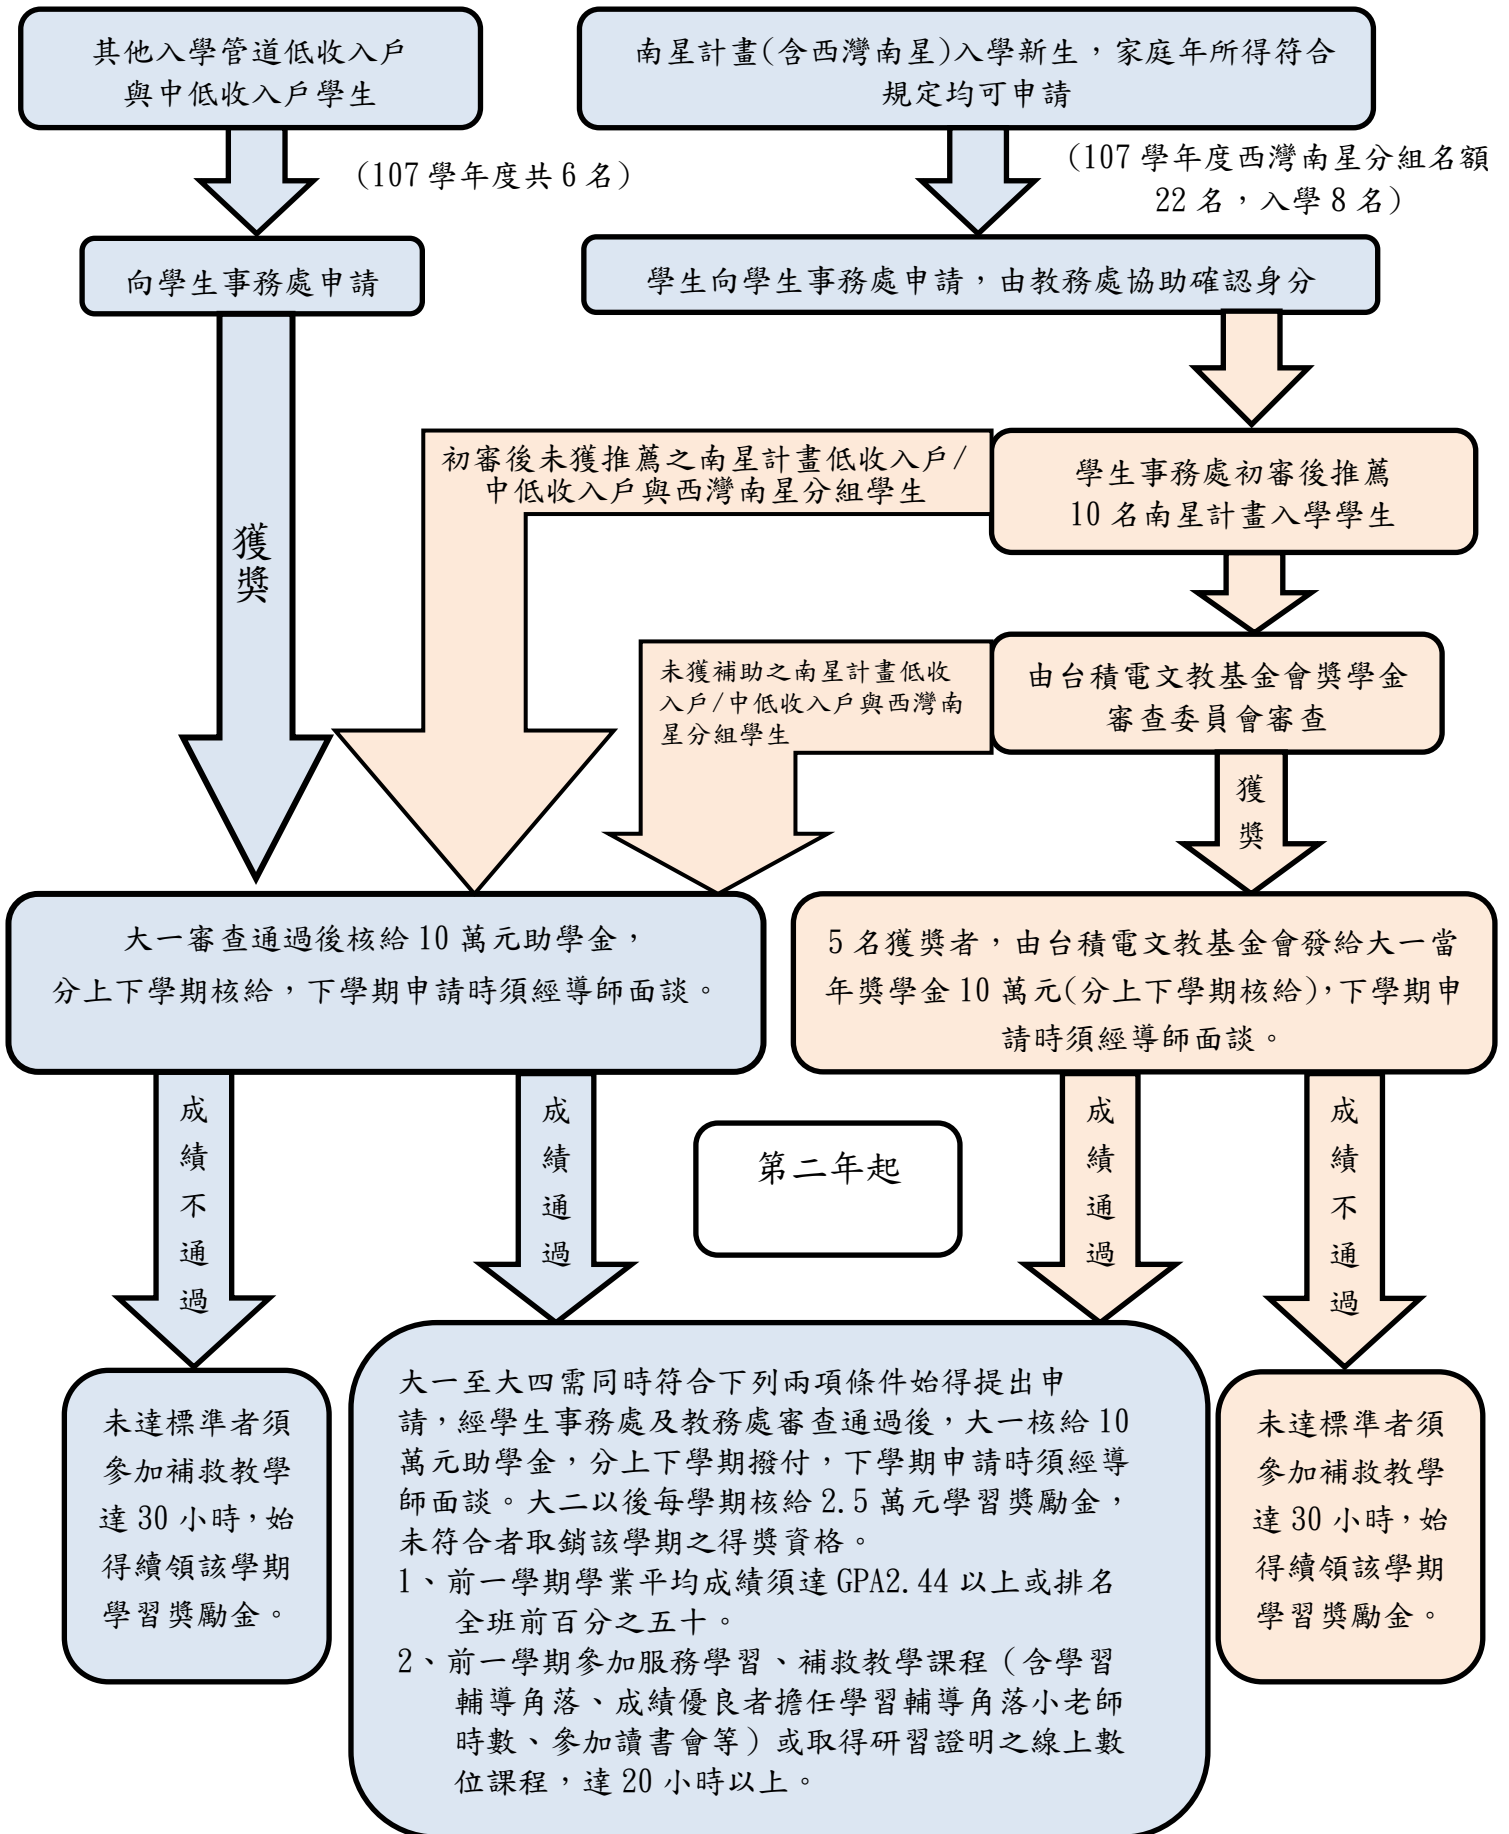 其他入學管道低收入戶
與中低收入戶學生
南星計畫(含西灣南星)入學新生，家庭年所得符合
規定均可申請
(107學年度共6名)
(107學年度西灣南星分組名額
22名，入學8名)
向學生事務處申請
學生向學生事務處申請，由教務處協助確認身分
初審後未獲推薦之南星計畫低收入戶/
中低收入戶與西灣南星分組學生
學生事務處初審後推薦
10名南星計畫入學學生
獲獎
未獲補助之南星計畫低收
入戶/中低收入戶與西灣南
星分組學生
由台積電文教基金會獎學金
審查委員會審查
獲獎
大一審查通過後核給10萬元助學金，
分上下學期核給，下學期申請時須經導師面談。
5名獲獎者，由台積電文教基金會發給大一當
年獎學金10萬元(分上下學期核給)，下學期申
請時須經導師面談。
成績不通過
成績通過
第二年起
成績通過
成績不通過
未達標準者須
參加補救教學
達30小時，始
得續領該學期
學習獎勵金。
大一至大四需同時符合下列兩項條件始得提出申
請，經學生事務處及教務處審查通過後，大一核給10
萬元助學金，分上下學期撥付，下學期申請時須經導
師面談。大二以後每學期核給2.5萬元學習獎勵金，
未符合者取銷該學期之得獎資格。
1、前一學期學業平均成績須達GPA2.44以上或排名
全班前百分之五十。
2、前一學期參加服務學習、補救教學課程（含學習
輔導角落、成績優良者擔任學習輔導角落小老師
時數、參加讀書會等）或取得研習證明之線上數
位課程，達20小時以上。
未達標準者須
參加補救教學
達30小時，始
得續領該學期
學習獎勵金。